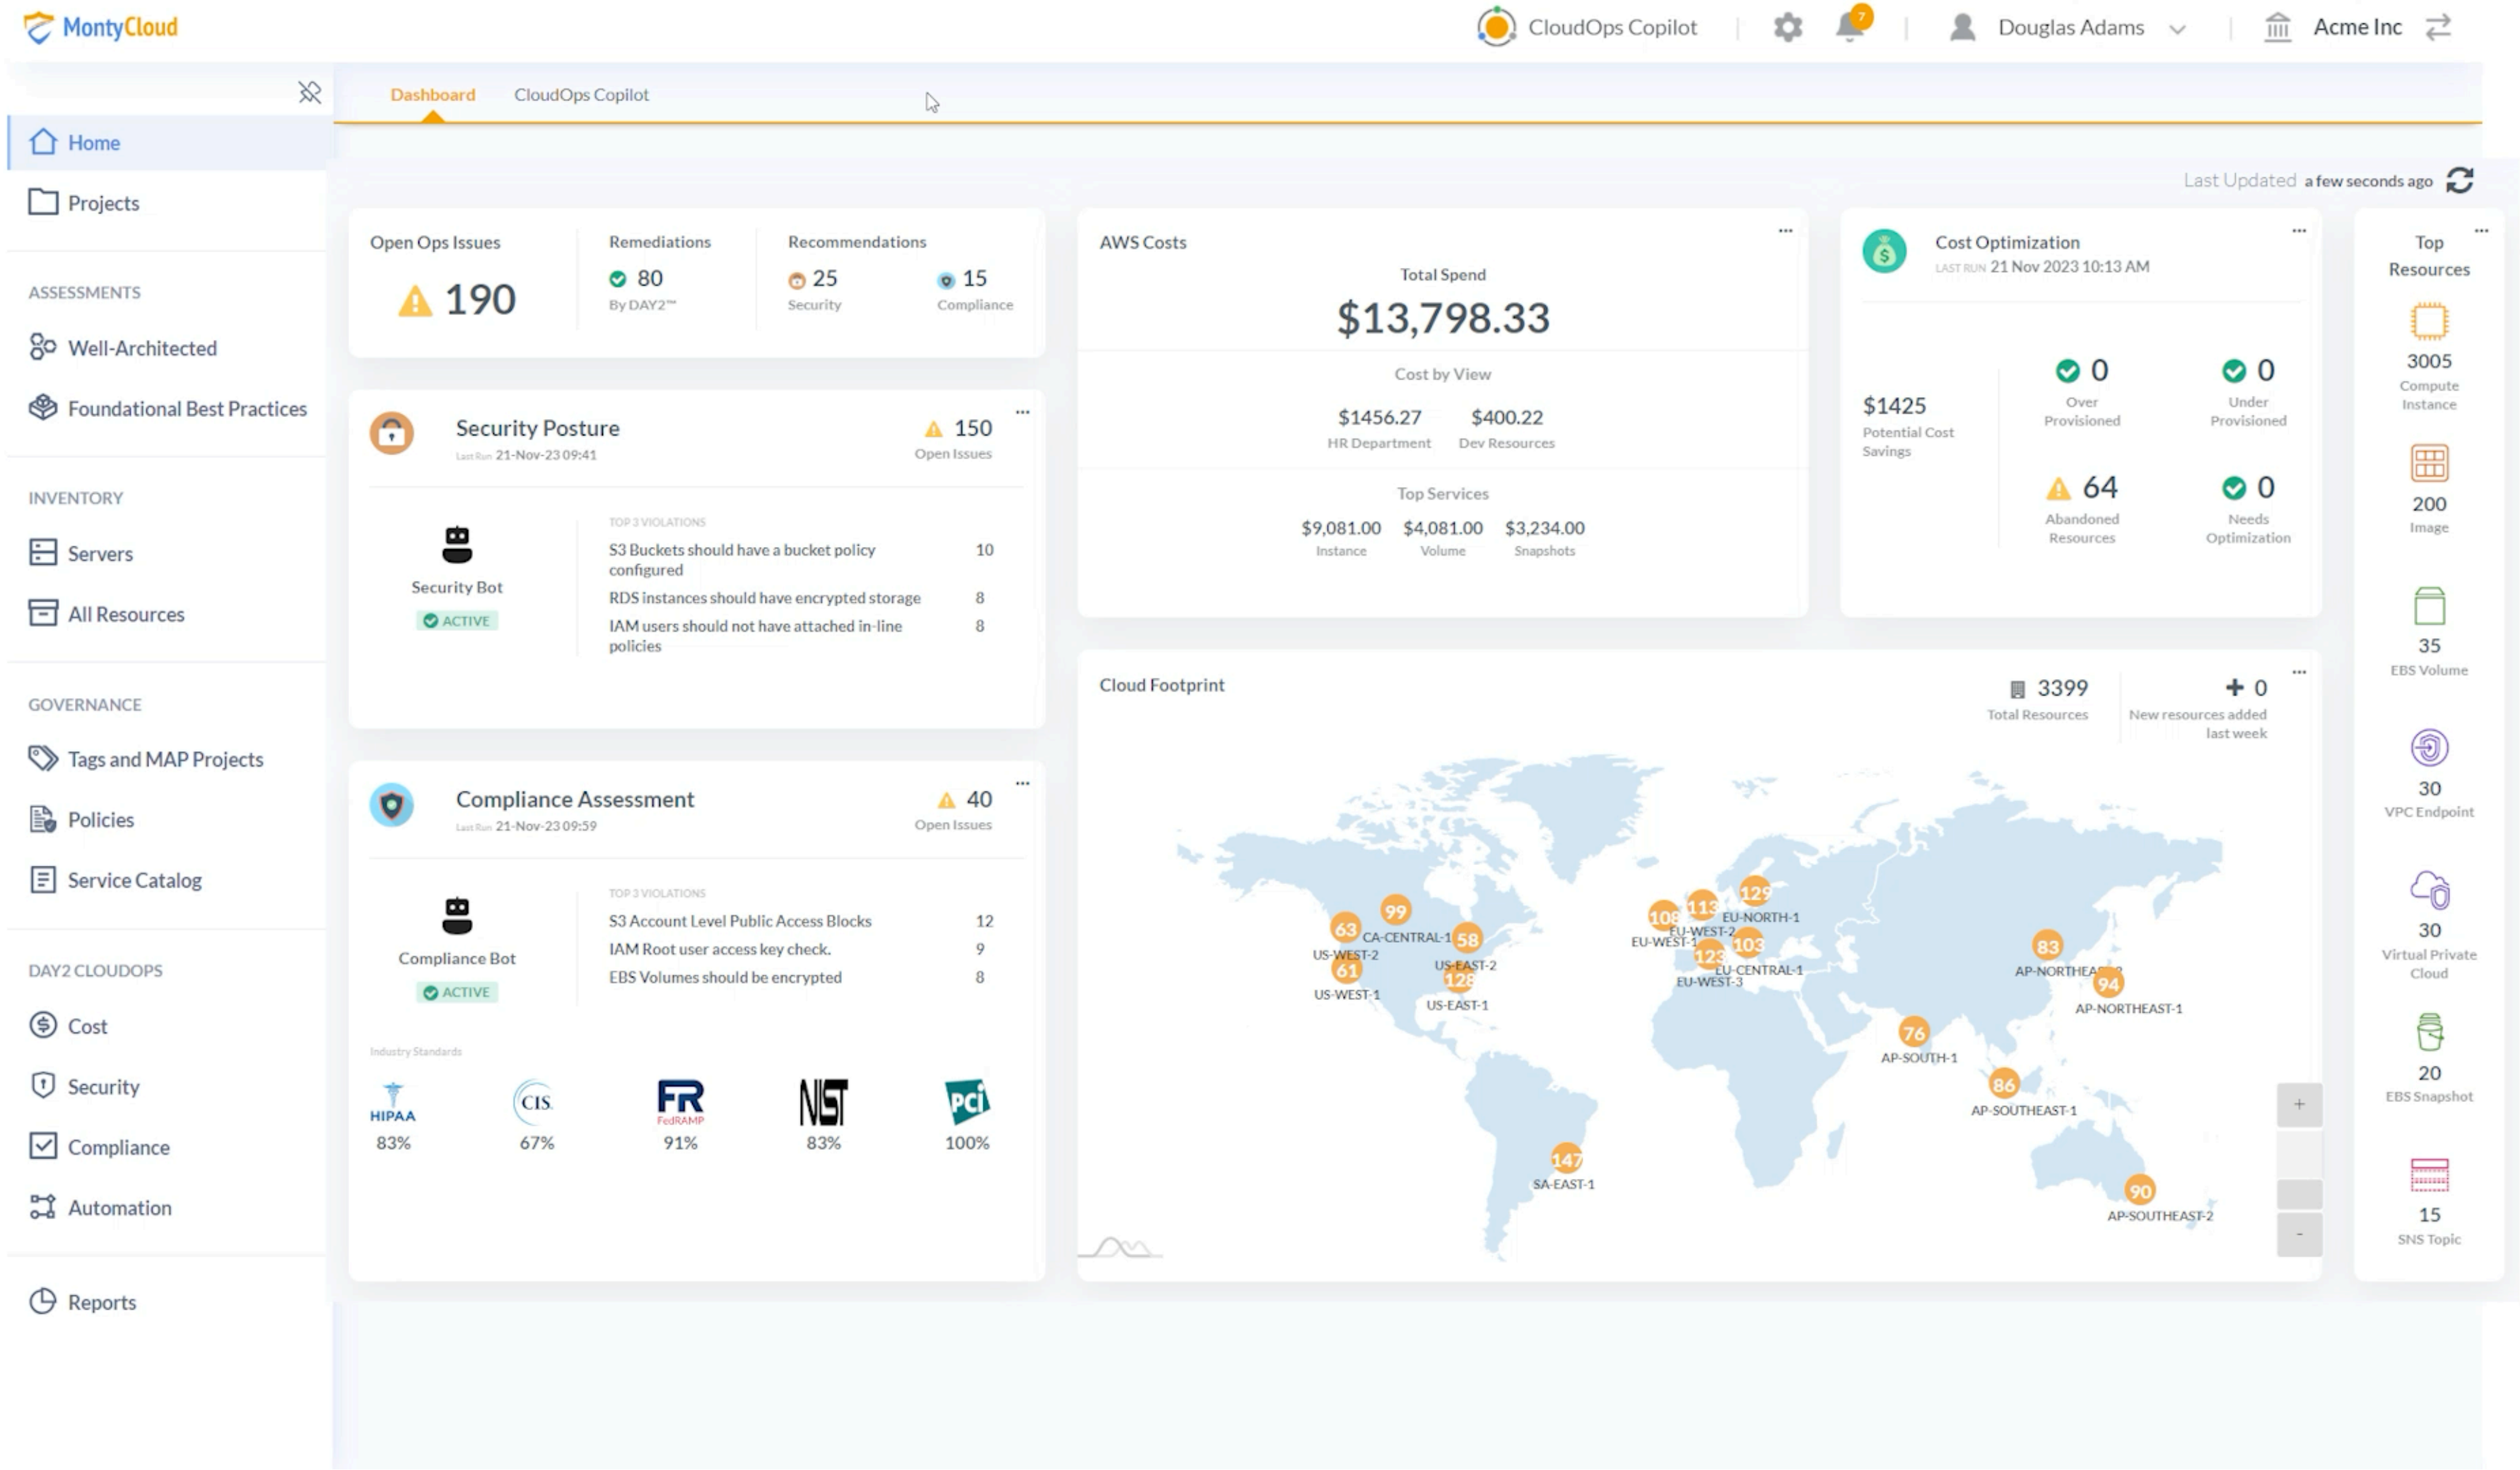 MontyCloud
CloudOps Copilot
7
Douglas Adams
Acme Inc
Dashboard
CloudOps Copilot
Home
Projects
ASSESSMENTS
Well-Architected
Foundational Best Practices
INVENTORY
Servers
All Resources
GOVERNANCE
Tags and MAP Projects
Policies
Service Catalog
DAY2 CLOUDOPS
Cost
Security
Compliance
Automation
Reports
Last Updated a few seconds ago
Open Ops Issues
190
Remediations
80
By DAY2™
Recommendations
25
Security
15
Compliance
Security Posture
Last Run 21-Nov-23 09:41
150
Open Issues
Security Bot
ACTIVE
TOP 3 VIOLATIONS
S3 Buckets should have a bucket policy 10
configured
RDS instances should have encrypted storage 8
IAM users should not have attached in-line 8
policies
Compliance Assessment
Last Run 21-Nov-23 09:59
40
Open Issues
Compliance Bot
ACTIVE
TOP 3 VIOLATIONS
S3 Account Level Public Access Blocks 12
IAM Root user access key check. 9
EBS Volumes should be encrypted 8
Industry Standards
HIPAA
83%
CIS.
67%
FR
FedRAMP
91%
NIST
83%
PCI
100%
AWS Costs
Total Spend
$13,798.33
Cost by View
$1456.27 $400.22
HR Department Dev Resources
Top Services
$9,081.00 $4,081.00 $3,234.00
Instance Volume Snapshots
Cost Optimization
LAST RUN 21 Nov 2023 10:13 AM
$1425
Potential Cost
Savings
0
Over
Provisioned
0
Under
Provisioned
64
Abandoned
Resources
0
Needs
Optimization
Cloud Footprint
3399
Total Resources
+ 0
New resources added
last week
99
CA-CENTRAL-1
63
US-WEST-2
61
US-WEST-1
58
US-EAST-2
128
US-EAST-1
147
SA-EAST-1
108
EU-WEST-1
113
EU-WEST-2
129
EU-NORTH-1
103
EU-CENTRAL-1
123
EU-WEST-3
83
94
AP-NORTHEAST-1
76
AP-SOUTH-1
86
AP-SOUTHEAST-1
90
AP-SOUTHEAST-2
+
-
Top
Resources
3005
Compute
Instance
200
Image
35
EBS Volume
30
VPC Endpoint
30
Virtual Private
Cloud
20
EBS Snapshot
15
SNS Topic